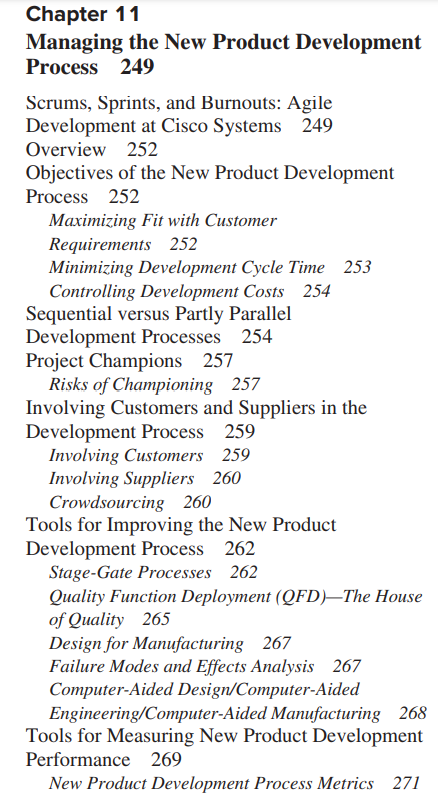 Chapter 11
Managing the New Product Development
Process 249
Scrums, Sprints, and Burnouts: Agile
Development at Cisco Systems 249
Overview 252
Objectives of the New Product Development
Process 252
Maximizing Fit with Customer
Requirements 252
Minimizing Development Cycle Time 253
Controlling Development Costs 254
Sequential versus Partly Parallel
Development Processes 254
Project Champions 257
Risks of Championing 257
Involving Customers and Suppliers in the
Development Process 259
Involving Customers 259
Involving Suppliers 260
Crowdsourcing 260
Tools for Improving the New Product
Development Process 262
Stage-Gate Processes 262
Quality Function Deployment (QFD)—The House
of Quality 265
Design for Manufacturing 267
Failure Modes and Effects Analysis 267
Computer-Aided Design/Computer-Aided
Engineering/Computer-Aided Manufacturing 268
Tools for Measuring New Product Development
Performance 269
New Product Development Process Metrics 271